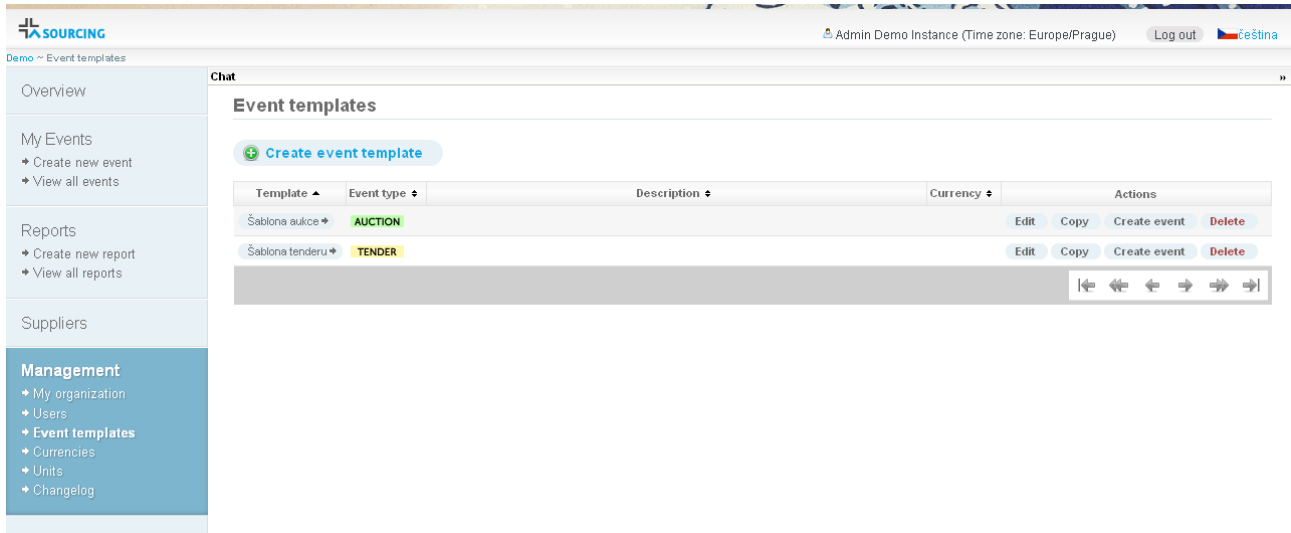 SOURCING
Admin Demo Instance (Time zone: Europe/Prague) Log out čeština
Demo ~ Event templates
Chat »
Overview
Event templates
My Events
Create new event
View all events
Create event template
Template Event type Description Currency Actions
Šablona aukce AUCTION Edit Copy Create event Delete
Šablona tenderu TENDER Edit Copy Create event Delete
Reports
Create new report
View all reports
Suppliers
Management
My organization
Users
Event templates
Currencies
Units
Changelog